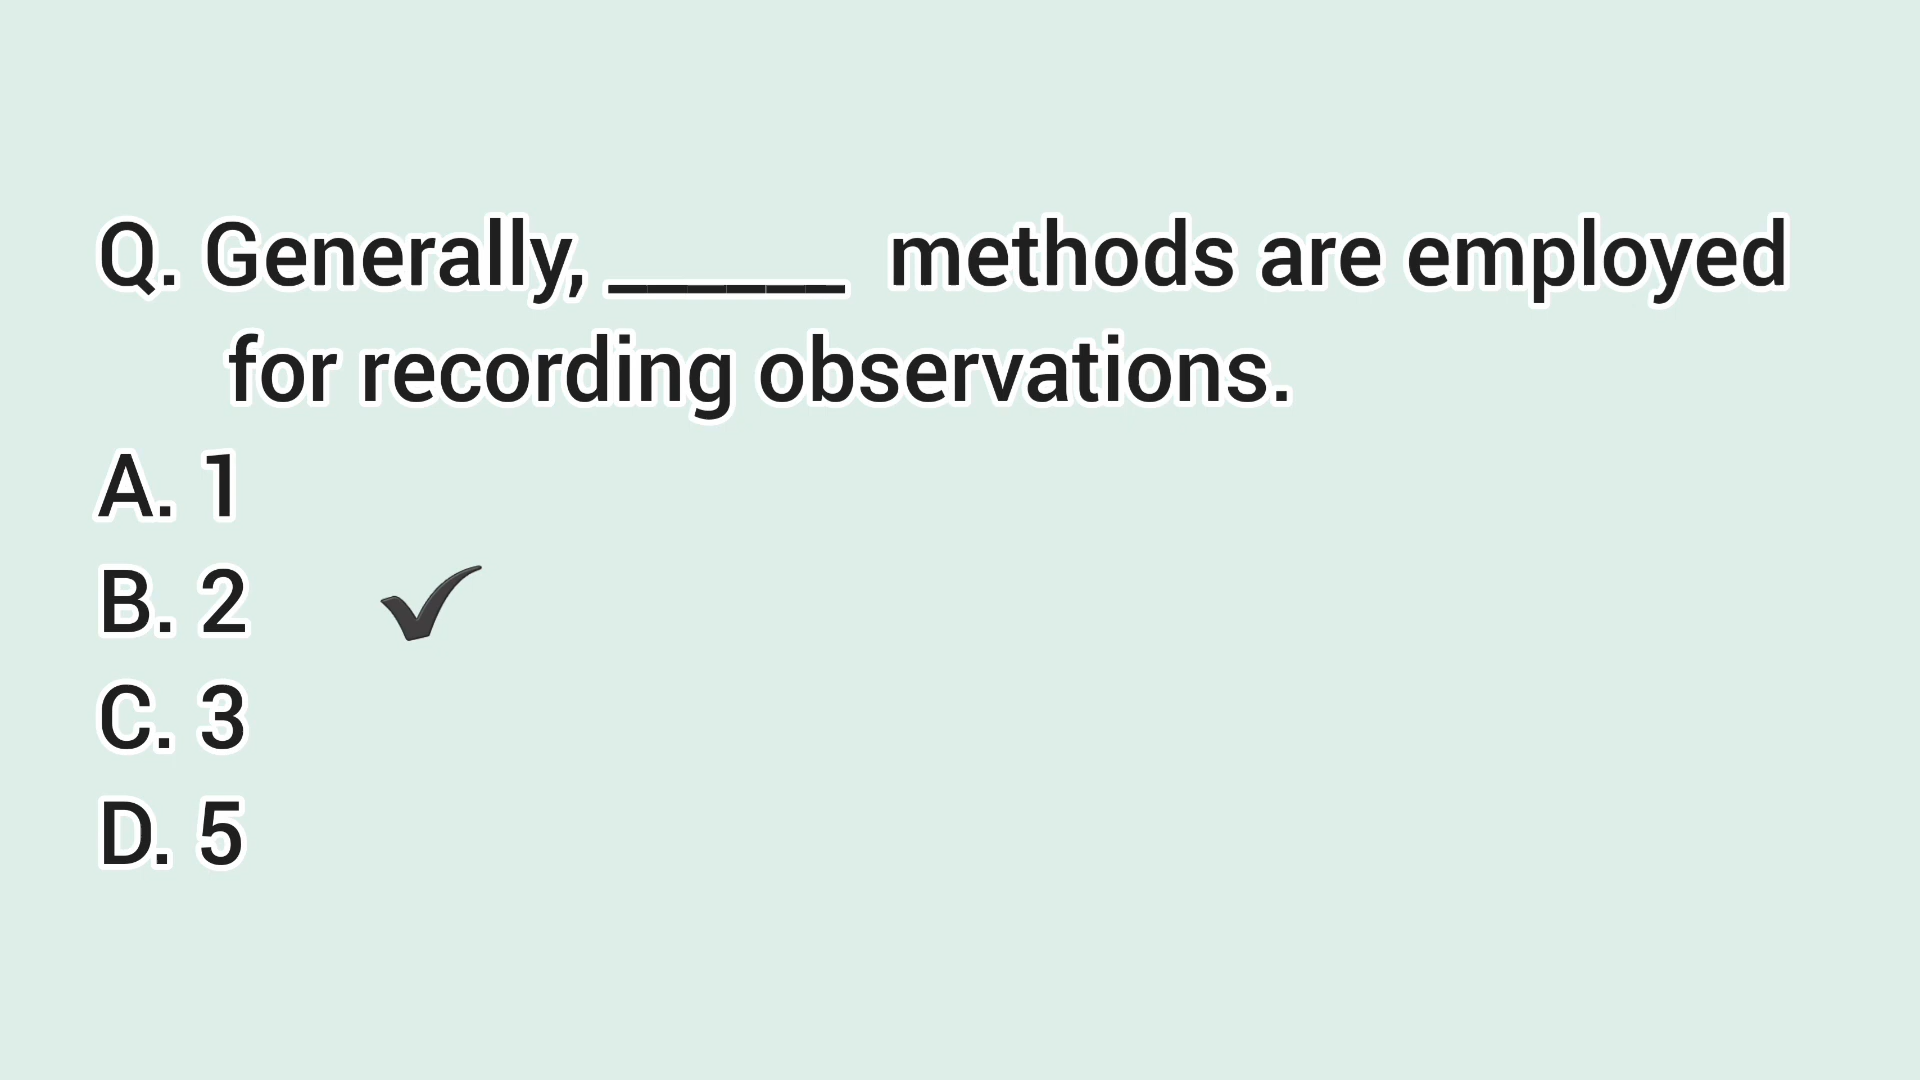 Q. Generally, ______ methods are employed
for recording observations.
A. 1
B. 2 ✔
C. 3
D. 5